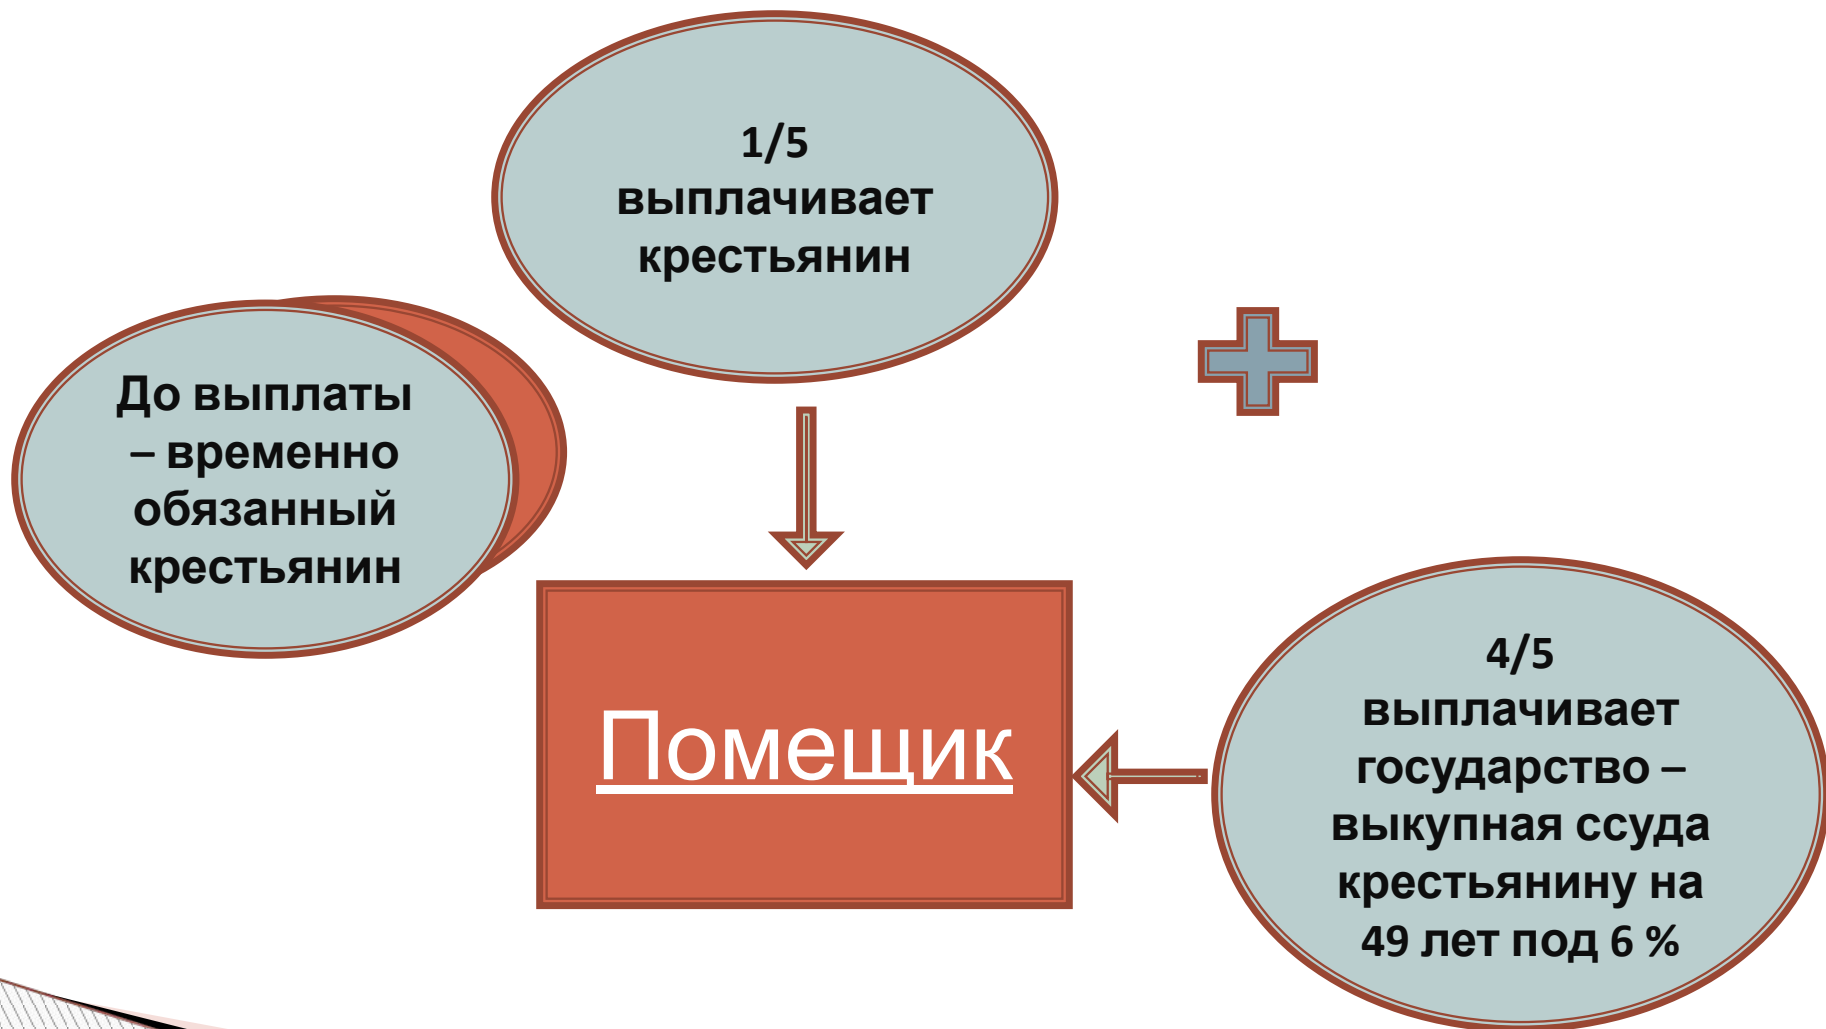 1/5
выплачивает
крестьянин
До выплаты
– временно
обязанный
крестьянин
Помещик
4/5
выплачивает
государство –
выкупная ссуда
крестьянину на
49 лет под 6 %